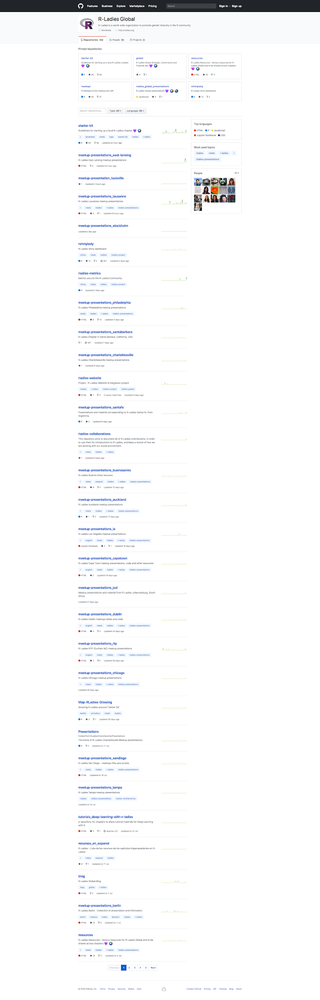 Features Business Explore Marketplace Pricing Search / Sign in or Sign up
R-Ladies Global
R-Ladies is a world-wide organization to promote gender diversity in the R community
Worldwide http://rladies.org
Repositories 124 People 16 Projects 0
Pinned repositories
starter-kit
Guidelines for starting up a local R-Ladies chapter 💜 🌍
R ★ 93 59
global
R-Ladies Global Strategic, Governance and
Financial doc 💜 🌍
★ 4 1
resources
R-Ladies Resources : Various resources for R-
Ladies Global and to be shared across chapters
💜 🌍
HTML ★ 18 11
meetupr
R interface to the meetup.com API
R ★ 35 10
rladies_global_presentations
R-Ladies Global presentations 💜 🌍 🌎
JavaScript ★ 5 1
rshinylady
R-Ladies shiny dashboard
R ★ 13 2
Search repositories... Type: All Language: All
starter-kit
Guidelines for starting up a local R-Ladies chapter 💜 🌍
r templates rstats logo starter-kit rladies r-ladies
R ★ 93 59 Updated an hour ago
meetup-presentations_east-lansing
R-Ladies East Lansing meetup presentations
HTML 3 Updated an hour ago
meetup-presentation_louisville
★ 1 Updated 2 hours ago
meetup-presentations_lausanne
R-Ladies Lausanne meetup presentations
r rstats rladies r-ladies rladies-presentations
HTML ★ 4 1 Updated 8 hours ago
meetup-presentations_stockholm
Updated a day ago
rshinylady
R-Ladies shiny dashboard
rshiny rstats rladies rladies-project
R ★ 13 2 MIT Updated 2 days ago
rladies-metrics
Metrics around the R-Ladies Community
rshiny rstats rladies rladies-project
R Updated 2 days ago
meetup-presentations_philadelphia
R-Ladies Philadelphia meetup presentations
rstats rladies r-ladies rladies-presentations
HTML ★ 6 14 Updated 4 days ago
meetup-presentations_santabarbara
R Ladies Chapter in Santa Barbara, California, USA
1 MIT Updated 7 days ago
meetup-presentations_charlottesville
R-Ladies Charlotteesville meetup presentations
★ 1 Updated 8 days ago
rladies-website
Project : R-Ladies Website to blogdown project
rladies r-ladies rladies-project rladies-global
HTML ★ 7 3 2 issues need help Updated 9 days ago
meetup-presentations_santafe
Presentations and material corresponding to R-Ladies Santa Fe, from
Argentina.
R ★ 2 Updated 9 days ago
rladies-collaborations
This repository aims to document all of R-Ladies contributions, in order
to use them for introductions to R-Ladies, and keep a record of how we
are working with our social environment.
r rstats rladies r-ladies
★ 1 Updated 9 days ago
meetup-presentations_buenosaires
R-Ladies Buenos Aires recursos
r rstats espanol rladies r-ladies rladies-presentations
HTML ★ 9 4 Updated 12 days ago
meetup-presentations_auckland
R-Ladies Auckland meetup presentations
r rstats rladies r-ladies rladies-presentations
R ★ 1 2 Updated 17 days ago
meetup-presentations_la
R-Ladies Los Angeles meetup presentations
r english rstats rladies r-ladies rladies-presentations
Jupyter Notebook ★ 5 1 Updated 18 days ago
meetup-presentations_capetown
R-Ladies Cape Town meetup presentations, code and other resources
r english rstats rladies r-ladies rladies-presentations
HTML ★ 2 Updated 19 days ago
meetup-presentations_jozi
Meetup presentations and material from R-Ladies Johannesburg, South
Africa
Updated 21 days ago
meetup-presentations_dublin
R-Ladies Dublin meetups slides and code
r english rstats rladies r-ladies rladies-presentations
HTML ★ 4 4 Updated 24 days ago
meetup-presentations_rtp
R-Ladies RTP (Durham NC) meetup presentations
r english rstats rladies r-ladies rladies-presentations
HTML ★ 2 4 Updated 26 days ago
meetup-presentations_chicago
R-Ladies Chicago meetup presentations
r rstats rladies r-ladies rladies-presentations
Updated 28 days ago
Map-RLadies-Growing
Amazing R-Ladies account Twitter GIF
twitter animation rstats rladies
R ★ 3 1 Updated 28 days ago
Presentations
Forked from RLadiesCharlottesville/Presentations
The home of R-Ladies Charlottesville Meetup presentations.
R 2 Updated on 17 Jul
meetup-presentations_sandiego
R-Ladies San Diego - meetups files and scripts.
r rstats rladies r-ladies rladies-presentations
HTML Updated on 16 Jul
meetup-presentations_tampa
R-Ladies Tampa meetup presentations
rladies rladies-presentations rladies-northamerica
Updated on 14 Jul
tutorials_deep-learning-with-r-ladies
A repository for chapters to share tutorial materials for Deep Learning
with R
HTML ★ 4 1 Apache-2.0 Updated on 12 Jul
recursos_en_espanol
R-Ladies - Lista de los recursos de los capítulos hispanoparlantes en R-
Ladies
r rstats espanol rladies
★ 8 1 Updated on 11 Jul
blog
R-Ladies Global Blog
blog global r-ladies
HTML 2 Updated on 7 Jul
meetup-presentations_berlin
R-Ladies Berlin - Collection of presentation and information
berlin meetup slides deutsch rladies r-ladies
HTML ★ 10 5 Updated on 7 Jul
resources
R-Ladies Resources : Various resources for R-Ladies Global and to be
shared across chapters 💜 🌍
r rstats rladies r-ladies rladies-presentations
HTML ★ 18 11 Updated on 5 Jul
Previous 1 2 3 4 5 Next
Top languages
HTML R JavaScript
Jupyter Notebook CSS
Most used topics
rladies rstats r-ladies r
rladies-presentations
People 16 >
© 2018 GitHub, Inc. Terms Privacy Security Status Help Contact GitHub Pricing API Training Blog About